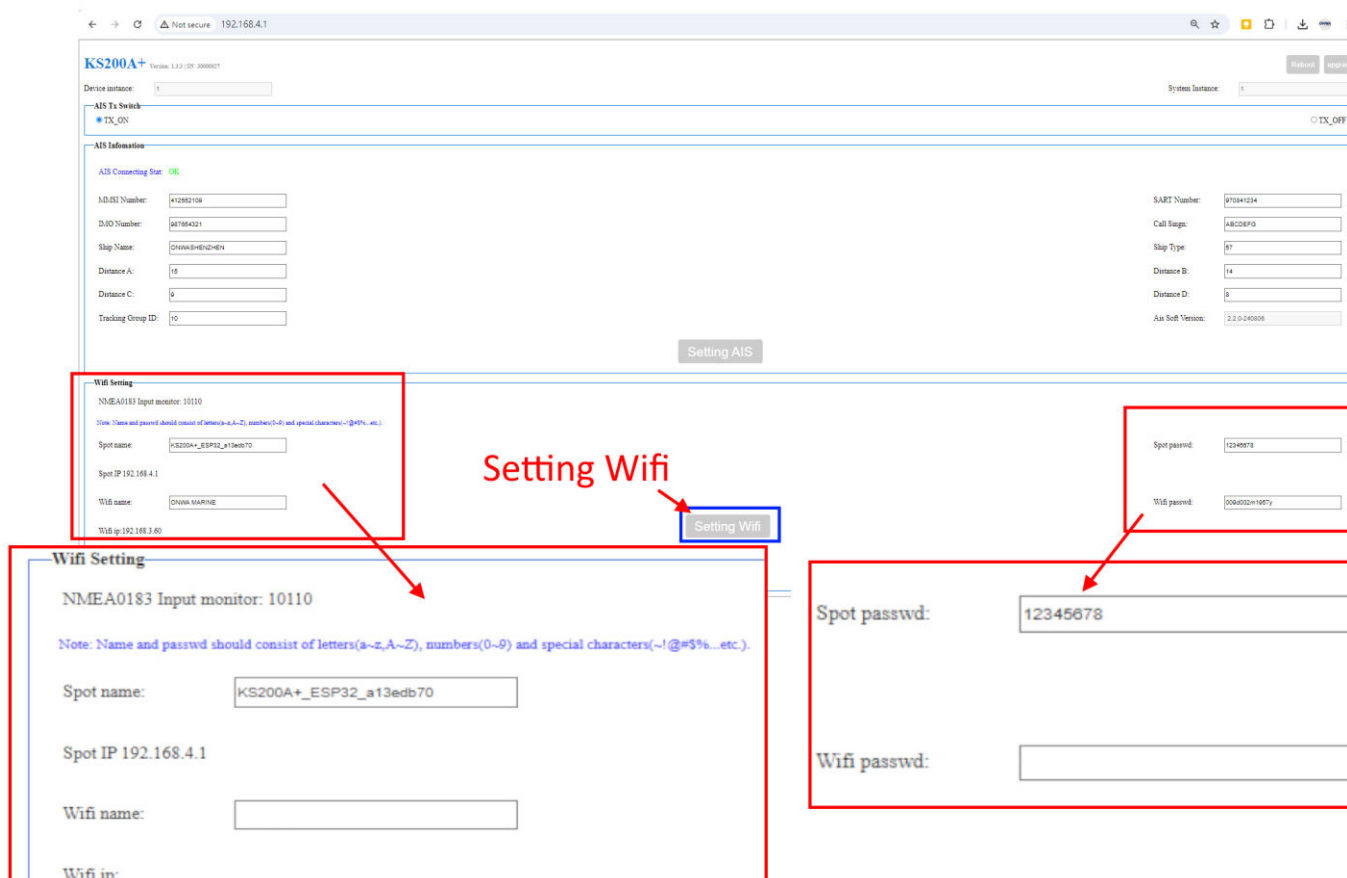 Not secure 192.168.4.1
KS200A+ Version: 1.3.3 | SN: 3000027
Reboot
Device instance: 1
System Instance: 1
AIS Tx Switch
TX_ON
TX_OFF
AIS Infomation
AIS Connecting Stat: OK
MMSI Number: 412552109
SART Number: 970841234
IMO Number: 987654321
Call Singn: ABCDEFG
Ship Name: ONWASHENZHEN
Ship Type: 57
Distance A: 15
Distance B: 14
Distance C: 9
Distance D: 8
Tracking Group ID: 10
Ais Soft Version: 2.2.0-240806
Setting AIS
Wifi Setting
NMEA0183 Input monitor: 10110
Note: Name and passwd should consist of letters(a~z,A~Z), numbers(0~9) and special characters(~!@#$%...etc.).
Spot name: KS200A+_ESP32_a13edb70
Spot passwd: 12345678
Spot IP 192.168.4.1
Setting Wifi
Wifi name: ONWA MARINE
Wifi passwd: 009d002m1957y
Setting Wifi
Wifi ip:192.168.3.60
Wifi Setting
NMEA0183 Input monitor: 10110
Note: Name and passwd should consist of letters(a~z,A~Z), numbers(0~9) and special characters(~!@#$%...etc.).
Spot name: KS200A+_ESP32_a13edb70
Spot IP 192.168.4.1
Wifi name:
Wifi ip:
Spot passwd: 12345678
Wifi passwd: